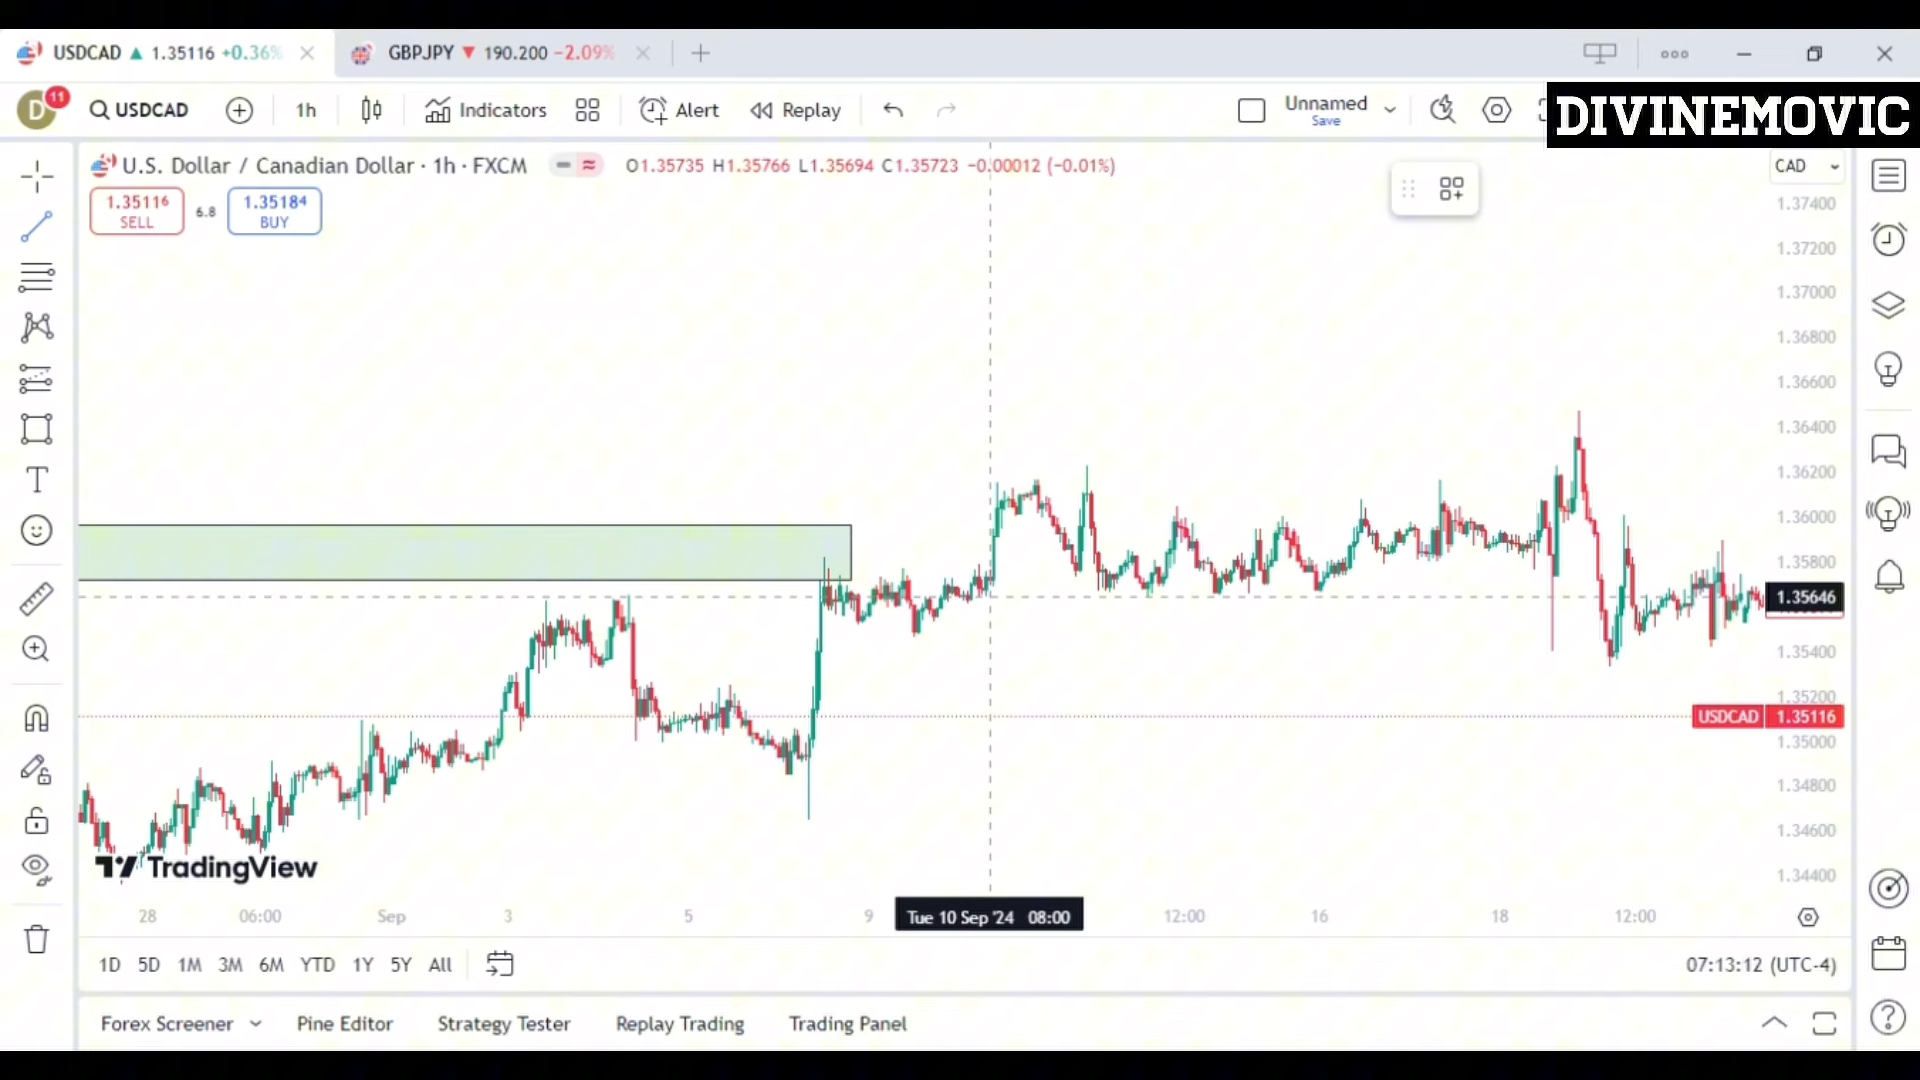 USDCAD ▲ 1.35116 +0.36%
GBPJPY ▼ 190.200 −2.09%
D 11
USDCAD
1h
Indicators
Alert
Replay
Unnamed
Save
DIVINEMOVIC
U.S. Dollar / Canadian Dollar · 1h · FXCM
O1.35735 H1.35766 L1.35694 C1.35723 −0.00012 (−0.01%)
CAD
1.35116
SELL
6.8
1.35184
BUY
1.37400
1.37200
1.37000
1.36800
1.36600
1.36400
1.36200
1.36000
1.35800
1.35646
1.35400
1.35200
USDCAD 1.35116
1.35000
1.34800
1.34600
1.34400
TradingView
28 06:00 Sep 3 5 9 Tue 10 Sep '24 08:00 12:00 16 18 12:00
1D 5D 1M 3M 6M YTD 1Y 5Y All
07:13:12 (UTC-4)
Forex Screener Pine Editor Strategy Tester Replay Trading Trading Panel